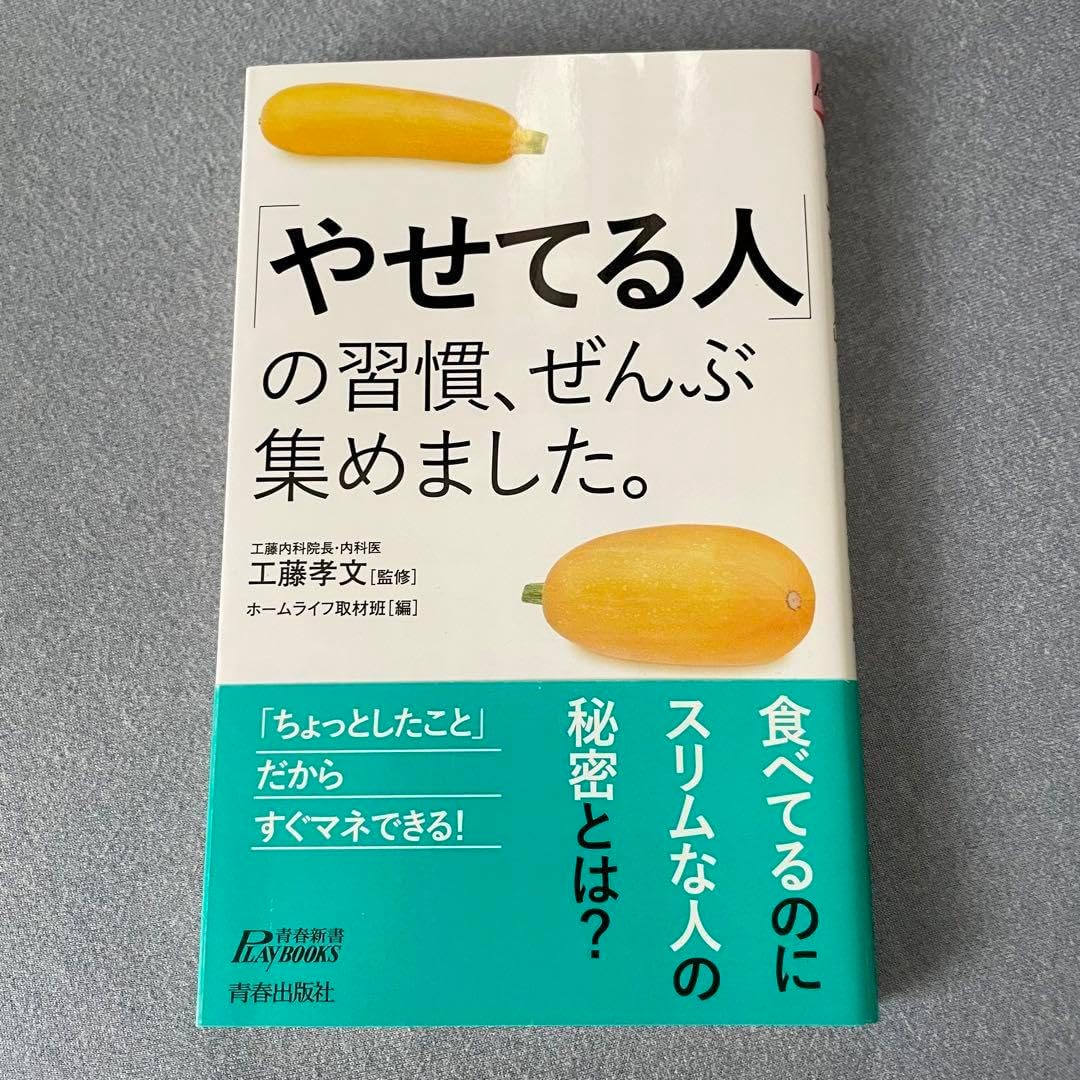 「やせてる人」
の習慣、ぜんぶ
集めました。
工藤内科院長・内科医
工藤孝文[監修]
ホームライフ取材班[編]
食べてるのに
スリムな人の
秘密とは?
「ちょっとしたこと」
だから
すぐマネできる!
青春新書
PLAYBOOKS
青春出版社